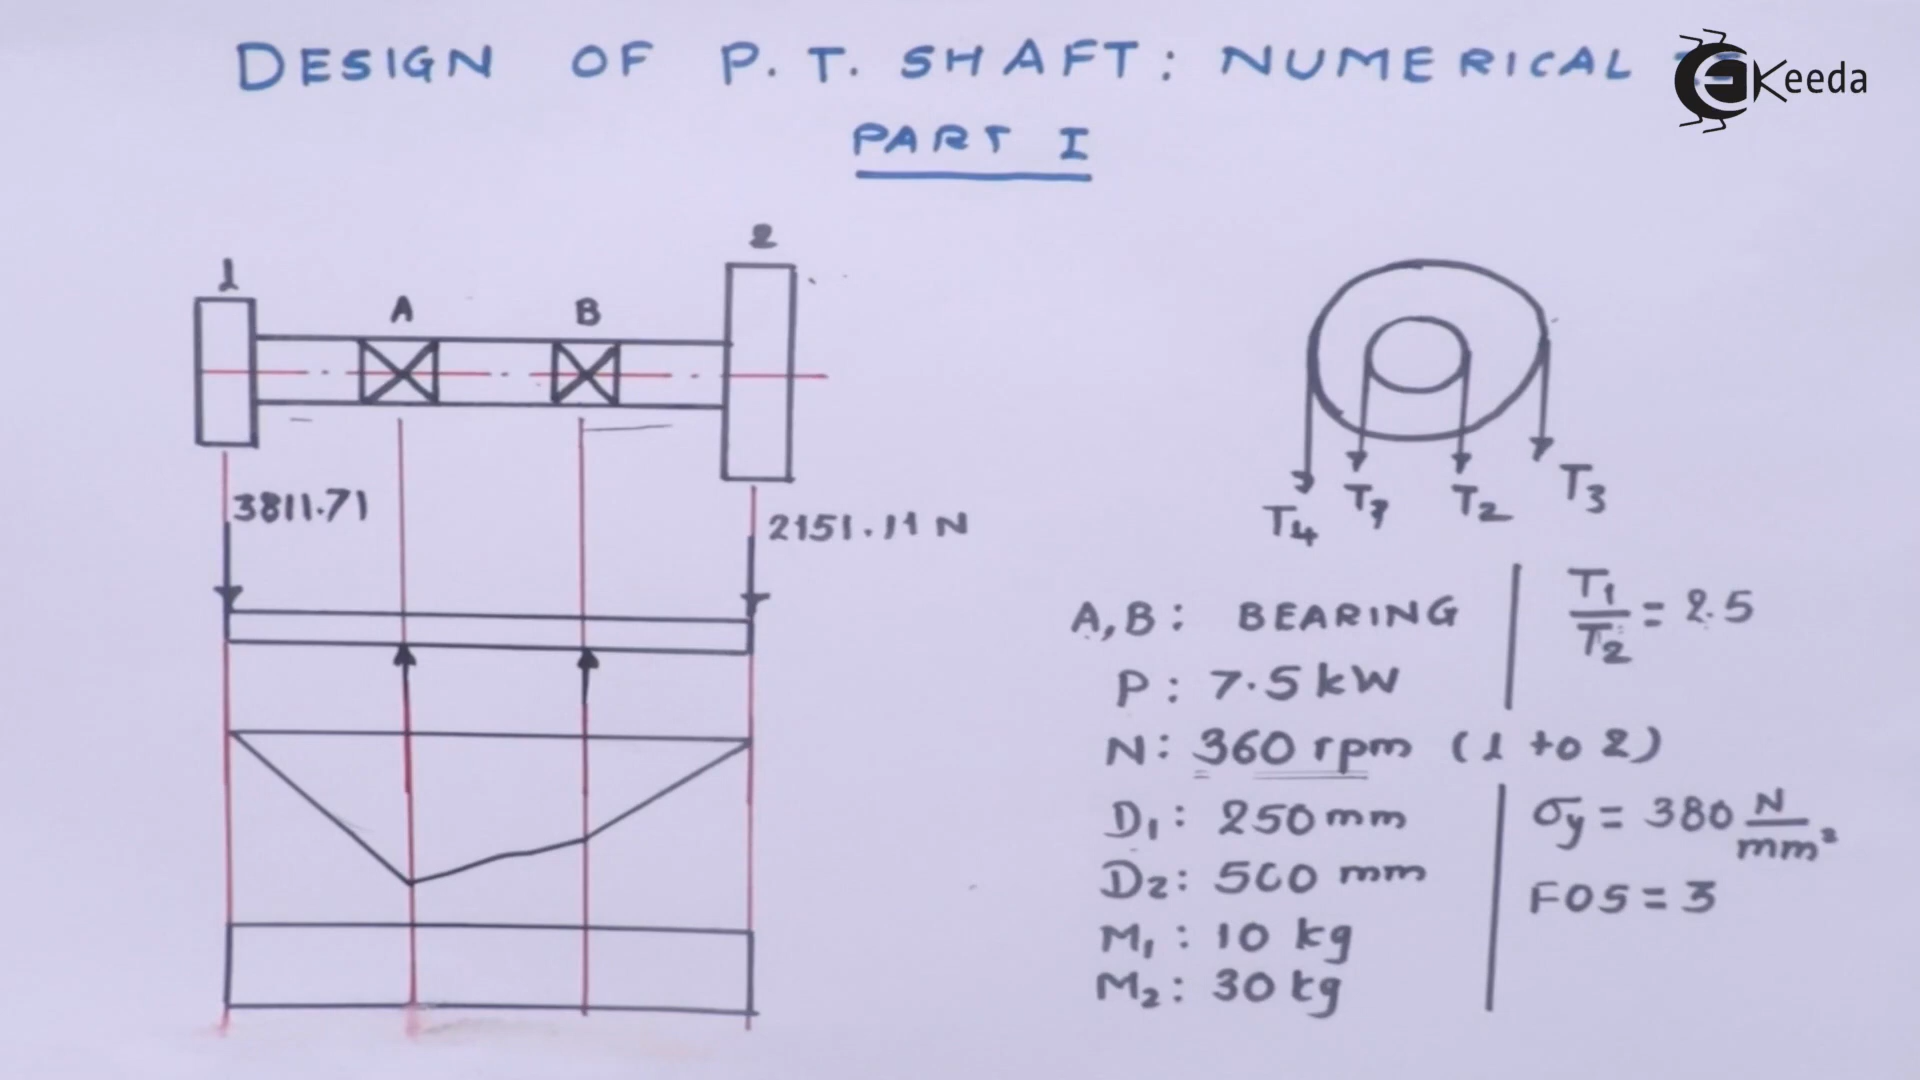 DESIGN OF P.T. SHAFT: NUMERICAL
Keeda
PART I
1
2
A
B
3811.71
2151.11 N
T4
T1
T2
T3
A,B: BEARING
T1/T2 = 2.5
P: 7.5 kW
N: 360 rpm (1 to 2)
D1: 250 mm
σy = 380 N/mm²
D2: 500 mm
FOS = 3
M1: 10 kg
M2: 30 kg